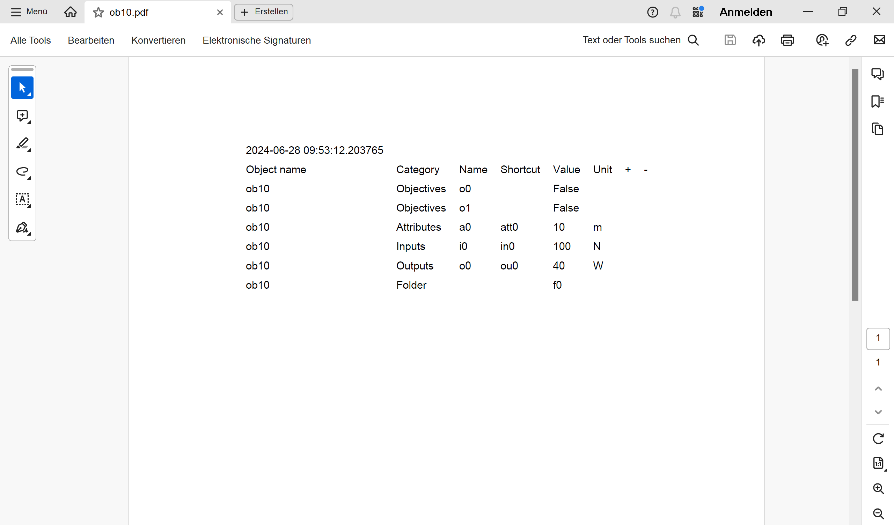 Menü ob10.pdf Erstellen Anmelden
Alle Tools Bearbeiten Konvertieren Elektronische Signaturen Text oder Tools suchen
A
2024-06-28 09:53:12.203765
Object name Category Name Shortcut Value Unit + -
ob10 Objectives o0 False
ob10 Objectives o1 False
ob10 Attributes a0 att0 10 m
ob10 Inputs i0 in0 100 N
ob10 Outputs o0 ou0 40 W
ob10 Folder f0
1
1